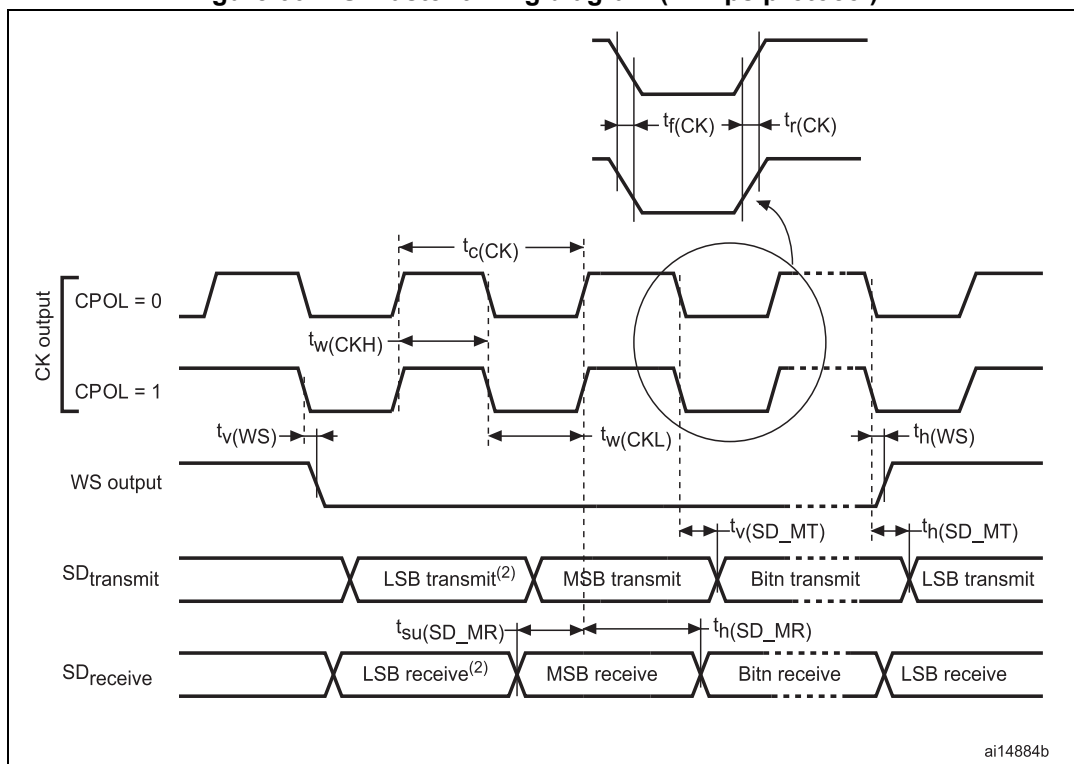 tf(CK)
tr(CK)
tc(CK)
CK output
CPOL = 0
tw(CKH)
CPOL = 1
tv(WS)
tw(CKL)
th(WS)
WS output
tv(SD_MT)
th(SD_MT)
SDtransmit
LSB transmit(2)
MSB transmit
Bitn transmit
LSB transmit
tsu(SD_MR)
th(SD_MR)
SDreceive
LSB receive(2)
MSB receive
Bitn receive
LSB receive
ai14884b